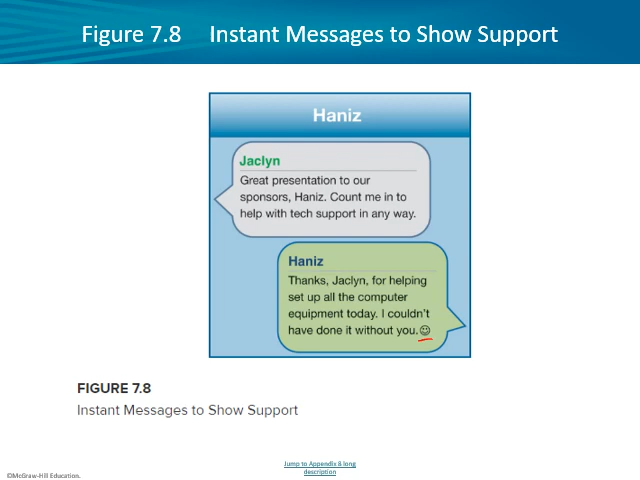 Figure 7.8 Instant Messages to Show Support
Haniz
Jaclyn
Great presentation to our
sponsors, Haniz. Count me in to
help with tech support in any way.
Haniz
Thanks, Jaclyn, for helping
set up all the computer
equipment today. I couldn't
have done it without you.☺
FIGURE 7.8
Instant Messages to Show Support
Jump to Appendix 8 long
description
©McGraw-Hill Education.